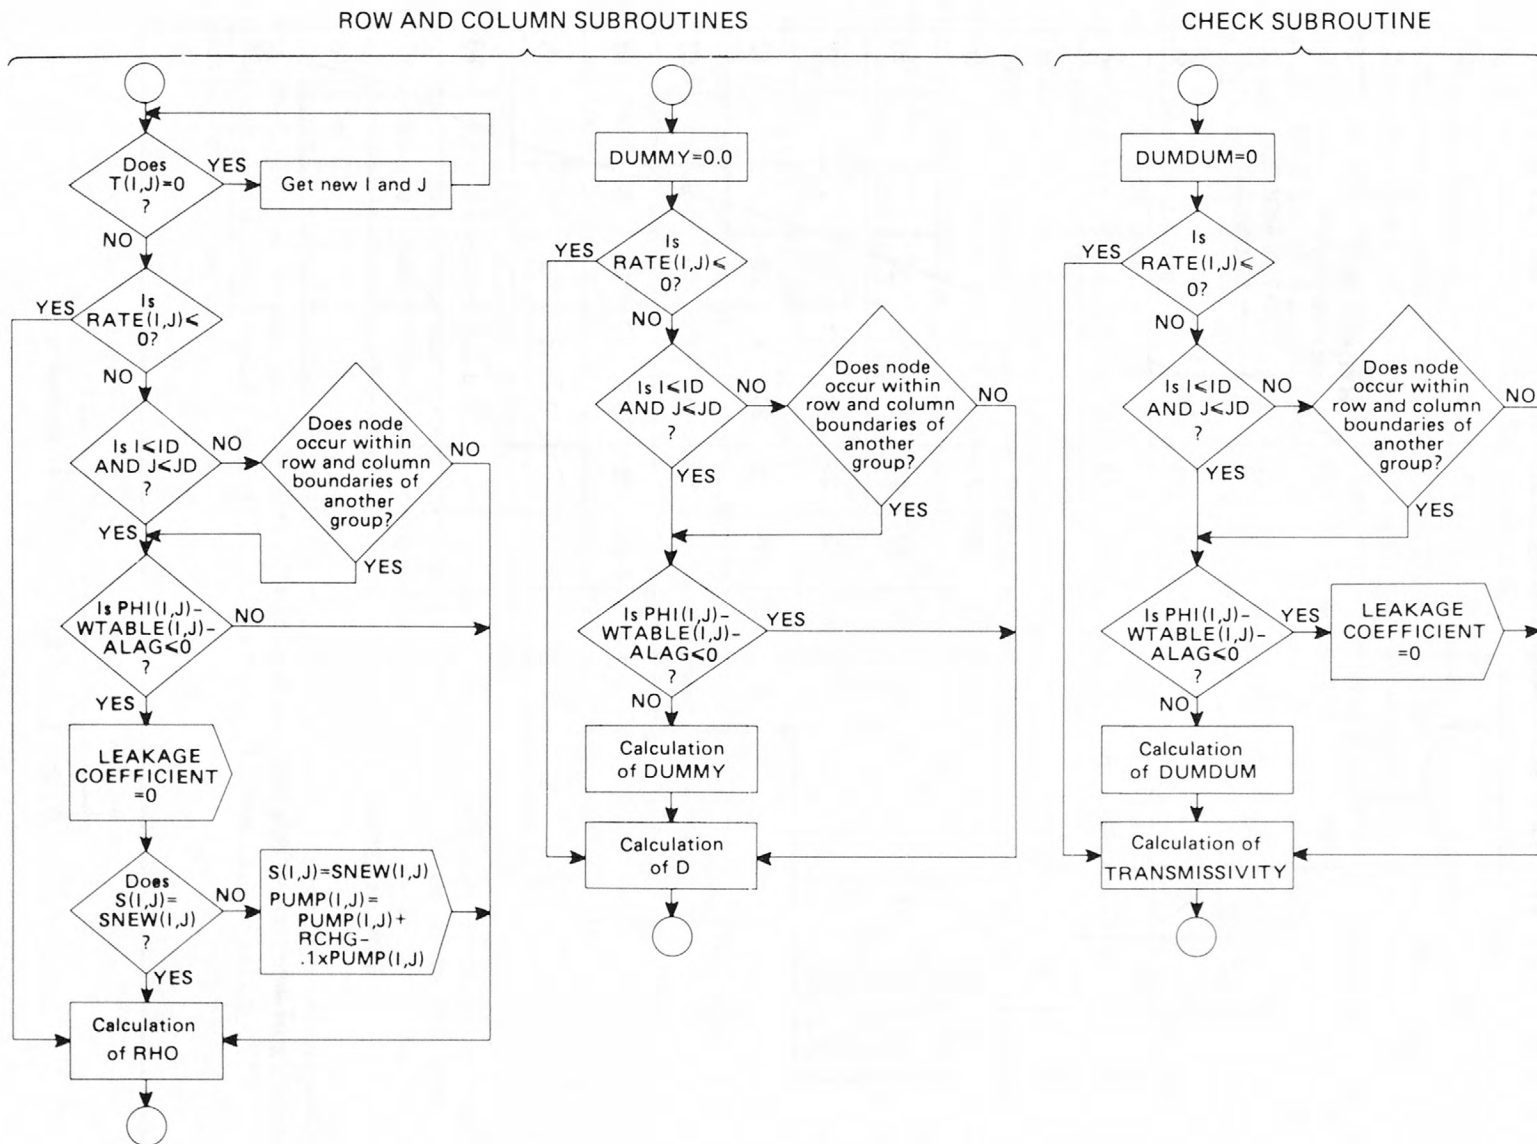 ROW AND COLUMN SUBROUTINES
Does
T(I,J)=0
?
YES
Get new I and J
NO
Is
RATE(I,J)⩽
0?
YES
NO
Is I⩽ID
AND J⩽JD
?
NO
Does node
occur within
row and column
boundaries of
another
group?
NO
YES
YES
Is PHI(I,J)–
WTABLE(I,J)–
ALAG⩽0
?
NO
YES
LEAKAGE
COEFFICIENT
=0
Does
S(I,J)=
SNEW(I,J)
?
NO
S(I,J)=SNEW(I,J)
PUMP(I,J)=
PUMP(I,J)+
RCHG–
.1xPUMP(I,J)
YES
Calculation
of RHO
DUMMY=0.0
Is
RATE(I,J)⩽
0?
YES
NO
Is I⩽ID
AND J⩽JD
?
NO
Does node
occur within
row and column
boundaries of
another
group?
NO
YES
YES
Is PHI(I,J)–
WTABLE(I,J)–
ALAG⩽0
?
YES
NO
Calculation
of DUMMY
Calculation
of D
CHECK SUBROUTINE
DUMDUM=0
Is
RATE(I,J)⩽
0?
YES
NO
Is I⩽ID
AND J⩽JD
?
NO
Does node
occur within
row and column
boundaries of
another
group?
NO
YES
YES
Is PHI(I,J)–
WTABLE(I,J)–
ALAG⩽0
?
YES
LEAKAGE
COEFFICIENT
=0
NO
Calculation
of DUMDUM
Calculation of
TRANSMISSIVITY